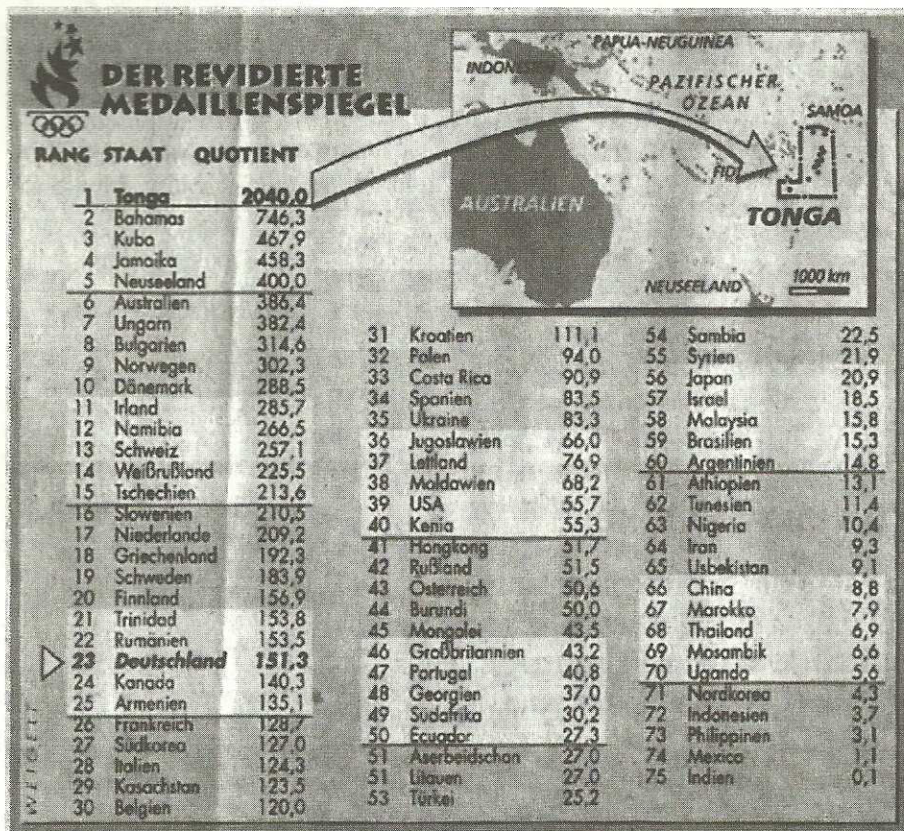 DER REVIDIERTE
MEDAILLENSPIEGEL
RANG STAAT QUOTIENT
1 Tonga 2040,0
2 Bahamas 746,3
3 Kuba 467,9
4 Jamaika 458,3
5 Neuseeland 400,0
6 Australien 386,4
7 Ungarn 382,4
8 Bulgarien 314,6
9 Norwegen 302,3
10 Dänemark 288,5
11 Irland 285,7
12 Namibia 266,5
13 Schweiz 257,1
14 Weißrußland 225,5
15 Tschechien 213,6
16 Slowenien 210,5
17 Niederlande 209,2
18 Griechenland 192,3
19 Schweden 183,9
20 Finnland 156,9
21 Trinidad 153,8
22 Rumänien 153,5
23 Deutschland 151,3
24 Kanada 140,3
25 Armenien 135,1
26 Frankreich 128,7
27 Südkorea 127,0
28 Italien 124,3
29 Kasachstan 123,5
30 Belgien 120,0
31 Kroatien 111,1
32 Polen 94,0
33 Costa Rica 90,9
34 Spanien 83,5
35 Ukraine 83,3
36 Jugoslawien 66,0
37 Lettland 76,9
38 Moldawien 68,2
39 USA 55,7
40 Kenia 55,3
41 Hongkong 51,7
42 Rußland 51,5
43 Österreich 50,6
44 Burundi 50,0
45 Mongolei 43,5
46 Großbritannien 43,2
47 Portugal 40,8
48 Georgien 37,0
49 Südafrika 30,2
50 Ecuador 27,3
51 Aserbeidschan 27,0
51 Litauen 27,0
53 Türkei 25,2
54 Sambia 22,5
55 Syrien 21,9
56 Japan 20,9
57 Israel 18,5
58 Malaysia 15,8
59 Brasilien 15,3
60 Argentinien 14,8
61 Äthiopien 13,1
62 Tunesien 11,4
63 Nigeria 10,4
64 Iran 9,3
65 Usbekistan 9,1
66 China 8,8
67 Marokko 7,9
68 Thailand 6,9
69 Mosambik 6,6
70 Uganda 5,6
71 Nordkorea 4,3
72 Indonesien 3,7
73 Philippinen 3,1
74 Mexico 1,1
75 Indien 0,1
PAPUA-NEUGUINEA
INDONESIEN
PAZIFISCHER
OZEAN
SAMOA
FID
AUSTRALIEN
TONGA
NEUSEELAND
1000 km
WEIGELT